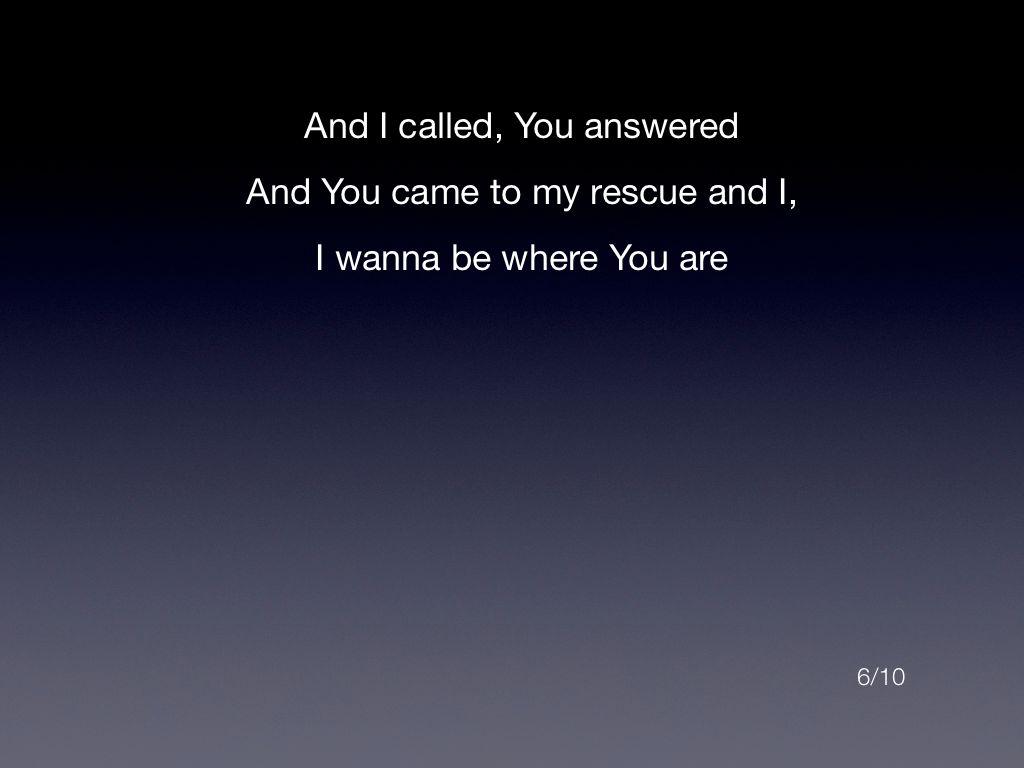 And I called, You answered
And You came to my rescue and I,
I wanna be where You are
6/10